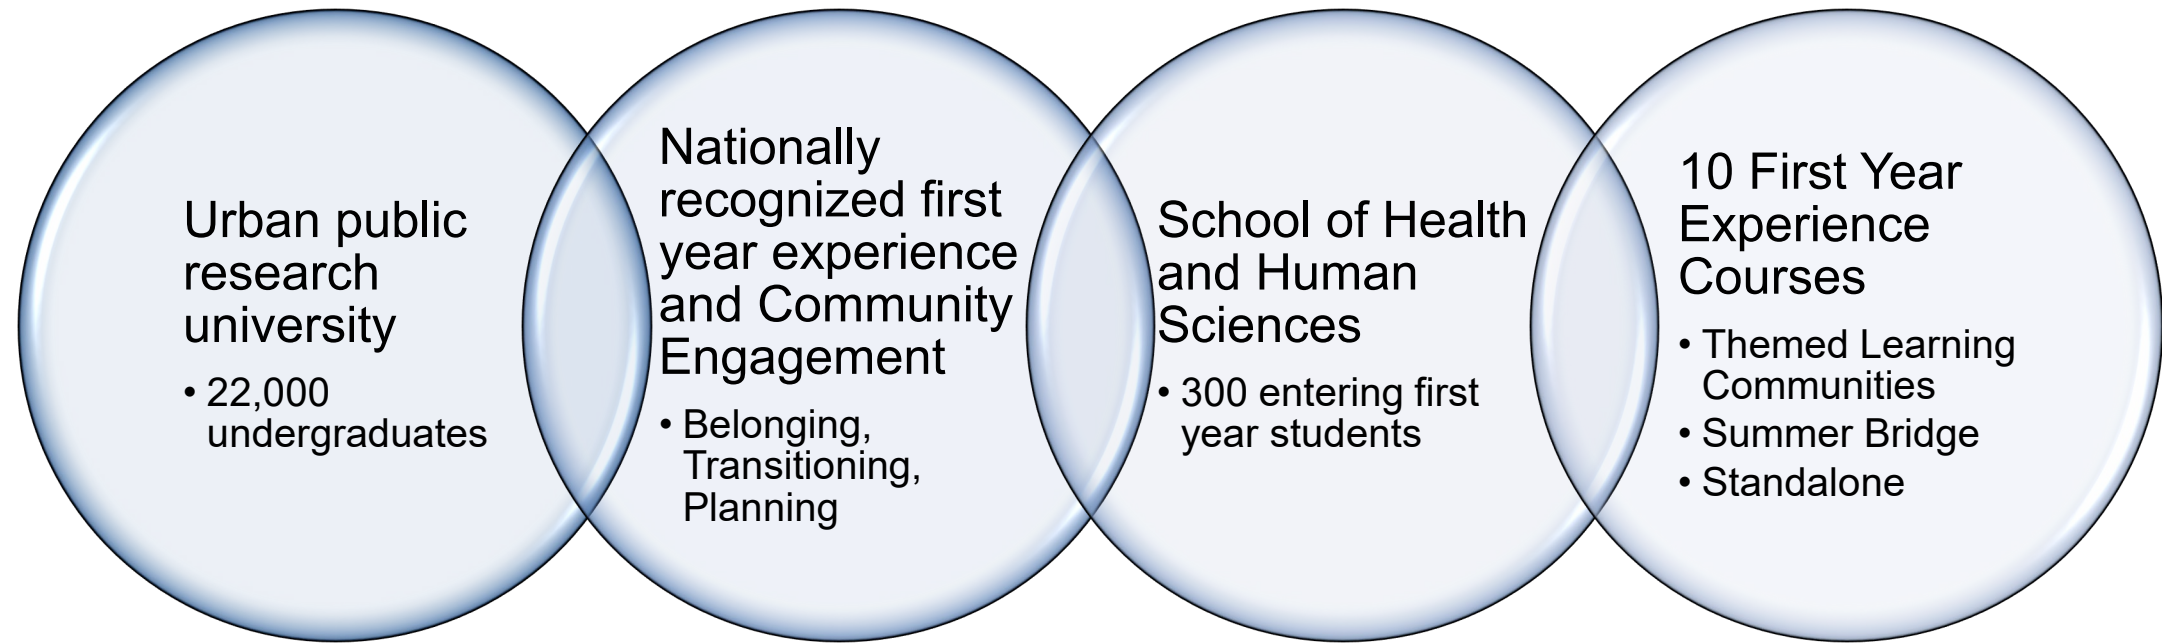 Urban public
research
university
• 22,000
undergraduates
Nationally
recognized first
year experience
and Community
Engagement
• Belonging,
Transitioning,
Planning
School of Health
and Human
Sciences
• 300 entering first
year students
10 First Year
Experience
Courses
• Themed Learning
Communities
• Summer Bridge
• Standalone